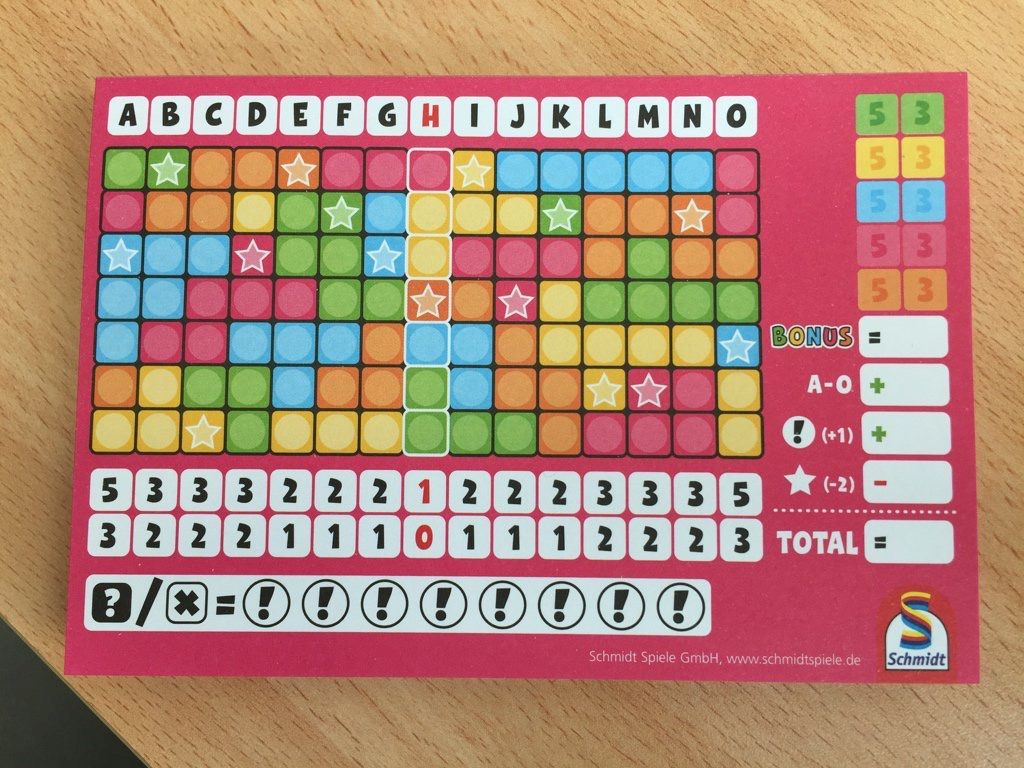 A B C D E F G H I J K L M N O
5 3
5 3
5 3
5 3
5 3
BONUS =
A-O +
! (+1) +
(-2) -
TOTAL =
5 3 3 3 2 2 2 1 2 2 2 3 3 3 5
3 2 2 2 1 1 1 0 1 1 1 2 2 2 3
? / ✖ = ! ! ! ! ! ! ! !
Schmidt Spiele GmbH, www.schmidtspiele.de
Schmidt